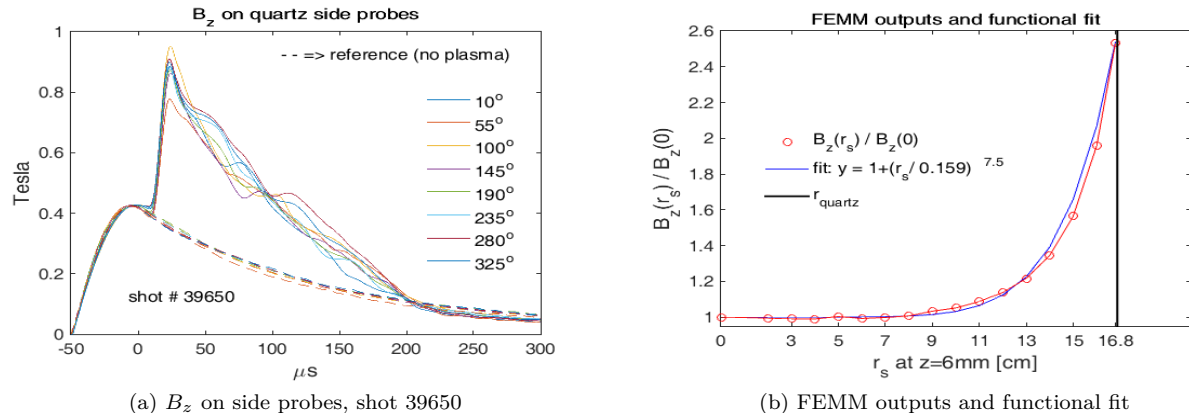 B_z on quartz side probes
1
0.8
0.6
0.4
0.2
0
Tesla
-50 0 50 100 150 200 250 300
μs
- - => reference (no plasma)
10°
55°
100°
145°
190°
235°
280°
325°
shot # 39650
(a) B_z on side probes, shot 39650
FEMM outputs and functional fit
2.6
2.4
2.2
2
1.8
1.6
1.4
1.2
1
B_z(r_s) / B_z(0)
B_z(r_s) / B_z(0)
fit: y = 1+(r_s/ 0.159) ^7.5
r_quartz
0 3 4 5 7 9 11 13 15 16.8
r_s at z=6mm [cm]
(b) FEMM outputs and functional fit